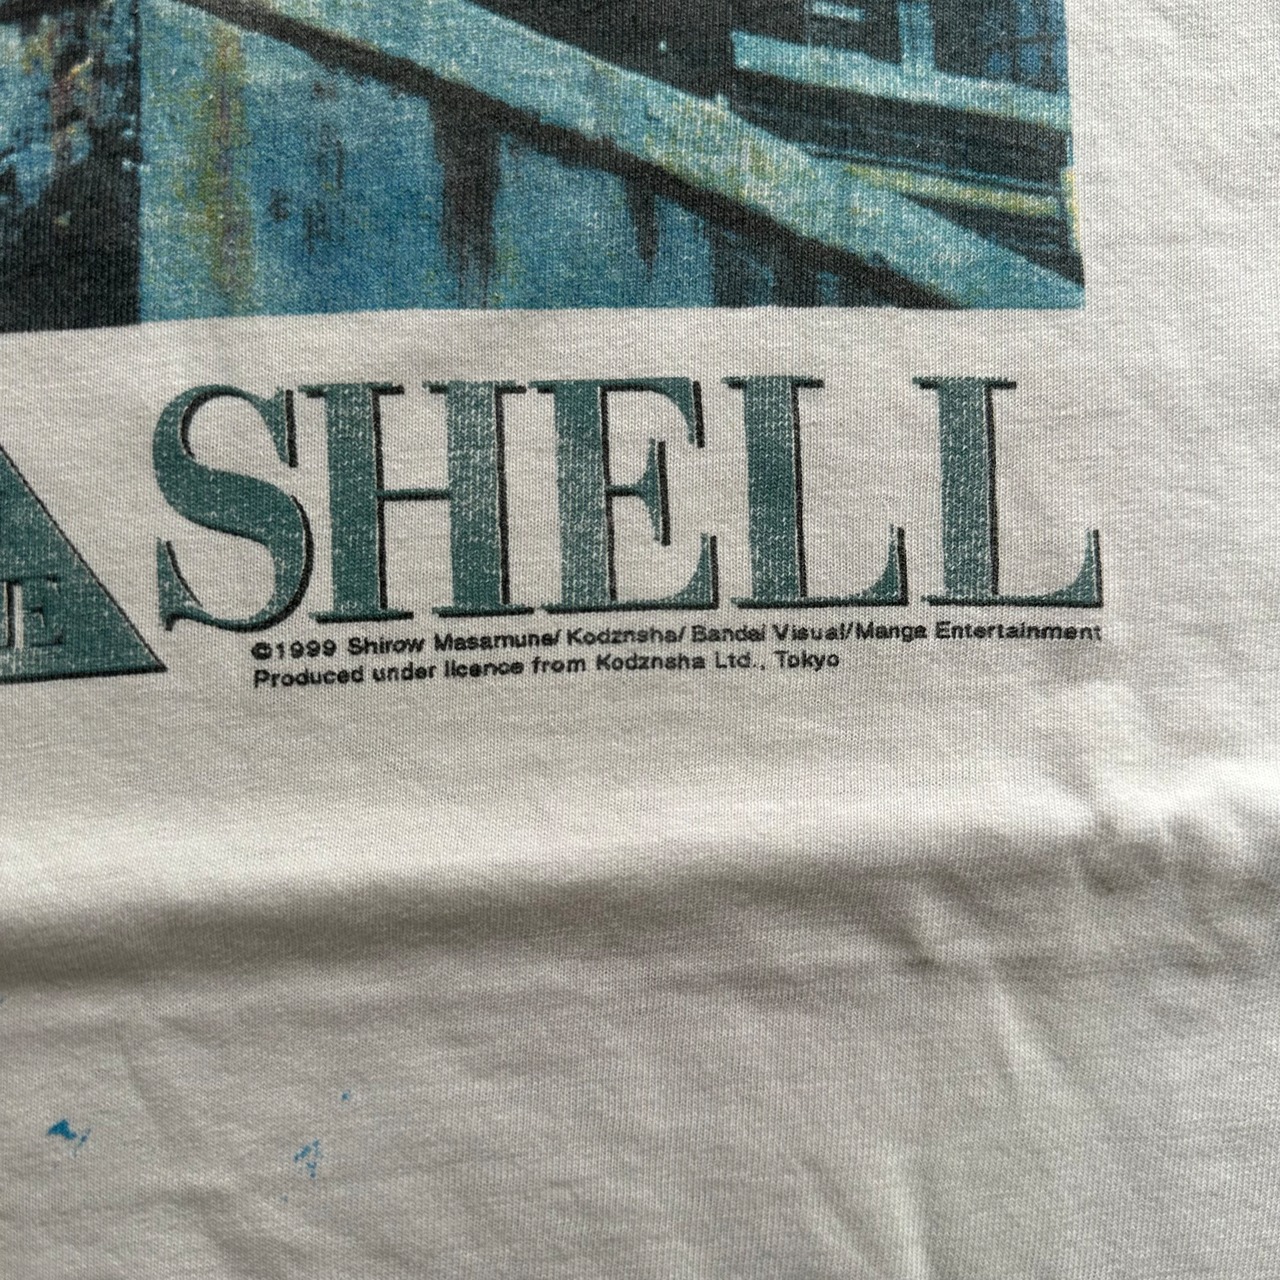 SHELL
©1999 Shirow Masamune/ Kodznsha/ Bandai Visual/Manga Entertainment
Produced under licence from Kodznsha Ltd., Tokyo